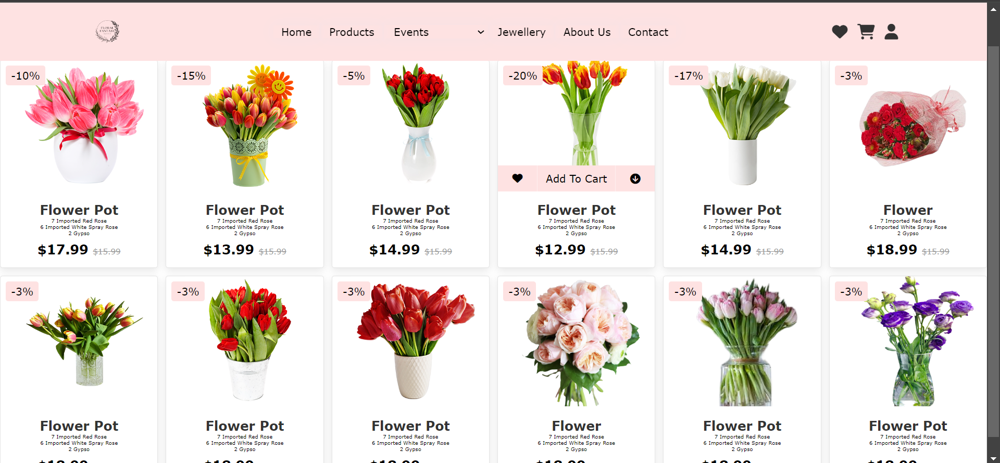 FLORAL
FANTASY
Home Products Events Jewellery About Us Contact
-10% -15% -5% -20% -17% -3%
Add To Cart
Flower Pot Flower Pot Flower Pot Flower Pot Flower Pot Flower
7 Imported Red Rose 7 Imported Red Rose 7 Imported Red Rose 7 Imported Red Rose 7 Imported Red Rose 7 Imported Red Rose
6 Imported White Spray Rose 6 Imported White Spray Rose 6 Imported White Spray Rose 6 Imported White Spray Rose 6 Imported White Spray Rose 6 Imported White Spray Rose
2 Gypso 2 Gypso 2 Gypso 2 Gypso 2 Gypso 2 Gypso
$17.99 $15.99 $13.99 $15.99 $14.99 $15.99 $12.99 $15.99 $14.99 $15.99 $18.99 $15.99
-3% -3% -3% -3% -3% -3%
Flower Pot Flower Pot Flower Pot Flower Flower Pot Flower Pot
7 Imported Red Rose 7 Imported Red Rose 7 Imported Red Rose 7 Imported Red Rose 7 Imported Red Rose 7 Imported Red Rose
6 Imported White Spray Rose 6 Imported White Spray Rose 6 Imported White Spray Rose 6 Imported White Spray Rose 6 Imported White Spray Rose 6 Imported White Spray Rose
2 Gypso 2 Gypso 2 Gypso 2 Gypso 2 Gypso 2 Gypso